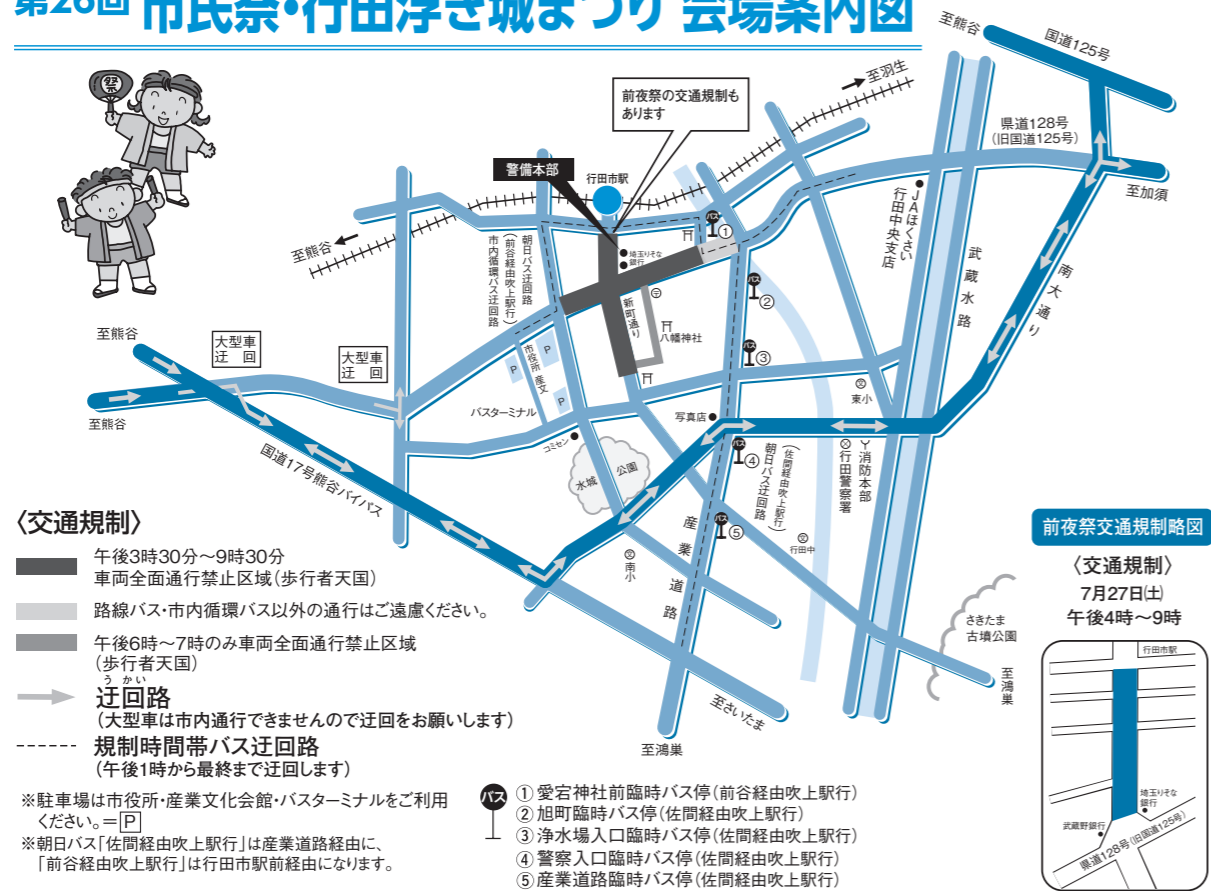 第26回 市民祭・行田浮き城まつり 会場案内図
祭
至熊谷
国道125号
至羽生
前夜祭の交通規制も
あります
県道128号
(旧国道125号)
警備本部
行田市駅
至加須
バス
①
JAほくさい
行田中央支店
至熊谷
朝日バス迂回路
(前谷経由吹上駅行)
市内循環バス迂回路
埼玉りそな
銀行
武蔵水路
南大通り
バス
②
新町通り
八幡神社
至熊谷
大型車
迂回
大型車
迂回
市役所
産文
P
P
P
バス
③
東小
至熊谷
バスターミナル
写真店
コミセン
国道17号熊谷バイパス
水城公園
バス
④
(佐間経由吹上駅行)
朝日バス迂回路
消防本部
行田警察署
バス
⑤
行田中
産業道路
南小
さきたま
古墳公園
至鴻巣
至さいたま
至鴻巣
〈交通規制〉
午後3時30分〜9時30分
車両全面通行禁止区域(歩行者天国)
路線バス・市内循環バス以外の通行はご遠慮ください。
午後6時〜7時のみ車両全面通行禁止区域
(歩行者天国)
うかい
迂回路
(大型車は市内通行できませんので迂回をお願いします)
規制時間帯バス迂回路
(午後1時から最終まで迂回します)
※駐車場は市役所・産業文化会館・バスターミナルをご利用
ください。=P
※朝日バス「佐間経由吹上駅行」は産業道路経由に、
「前谷経由吹上駅行」は行田市駅前経由になります。
バス
①愛宕神社前臨時バス停(前谷経由吹上駅行)
②旭町臨時バス停(佐間経由吹上駅行)
③浄水場入口臨時バス停(佐間経由吹上駅行)
④警察入口臨時バス停(佐間経由吹上駅行)
⑤産業道路臨時バス停(佐間経由吹上駅行)
前夜祭交通規制略図
〈交通規制〉
7月27日㈯
午後4時〜9時
行田市駅
埼玉りそな
銀行
武蔵野銀行
県道128号(旧国道125号)